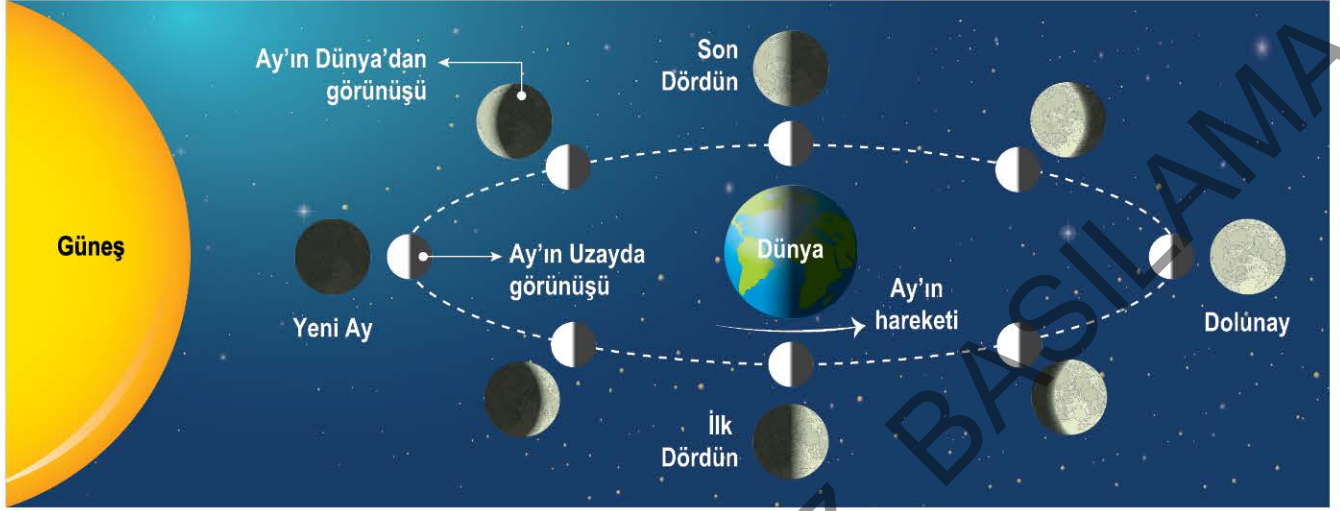 Ay'ın Dünya'dan
görünüşü
Son
Dördün
Güneş
Yeni Ay
Ay'ın Uzayda
görünüşü
Dünya
Ay'ın
hareketi
Dolunay
İlk
Dördün
BASILAMA